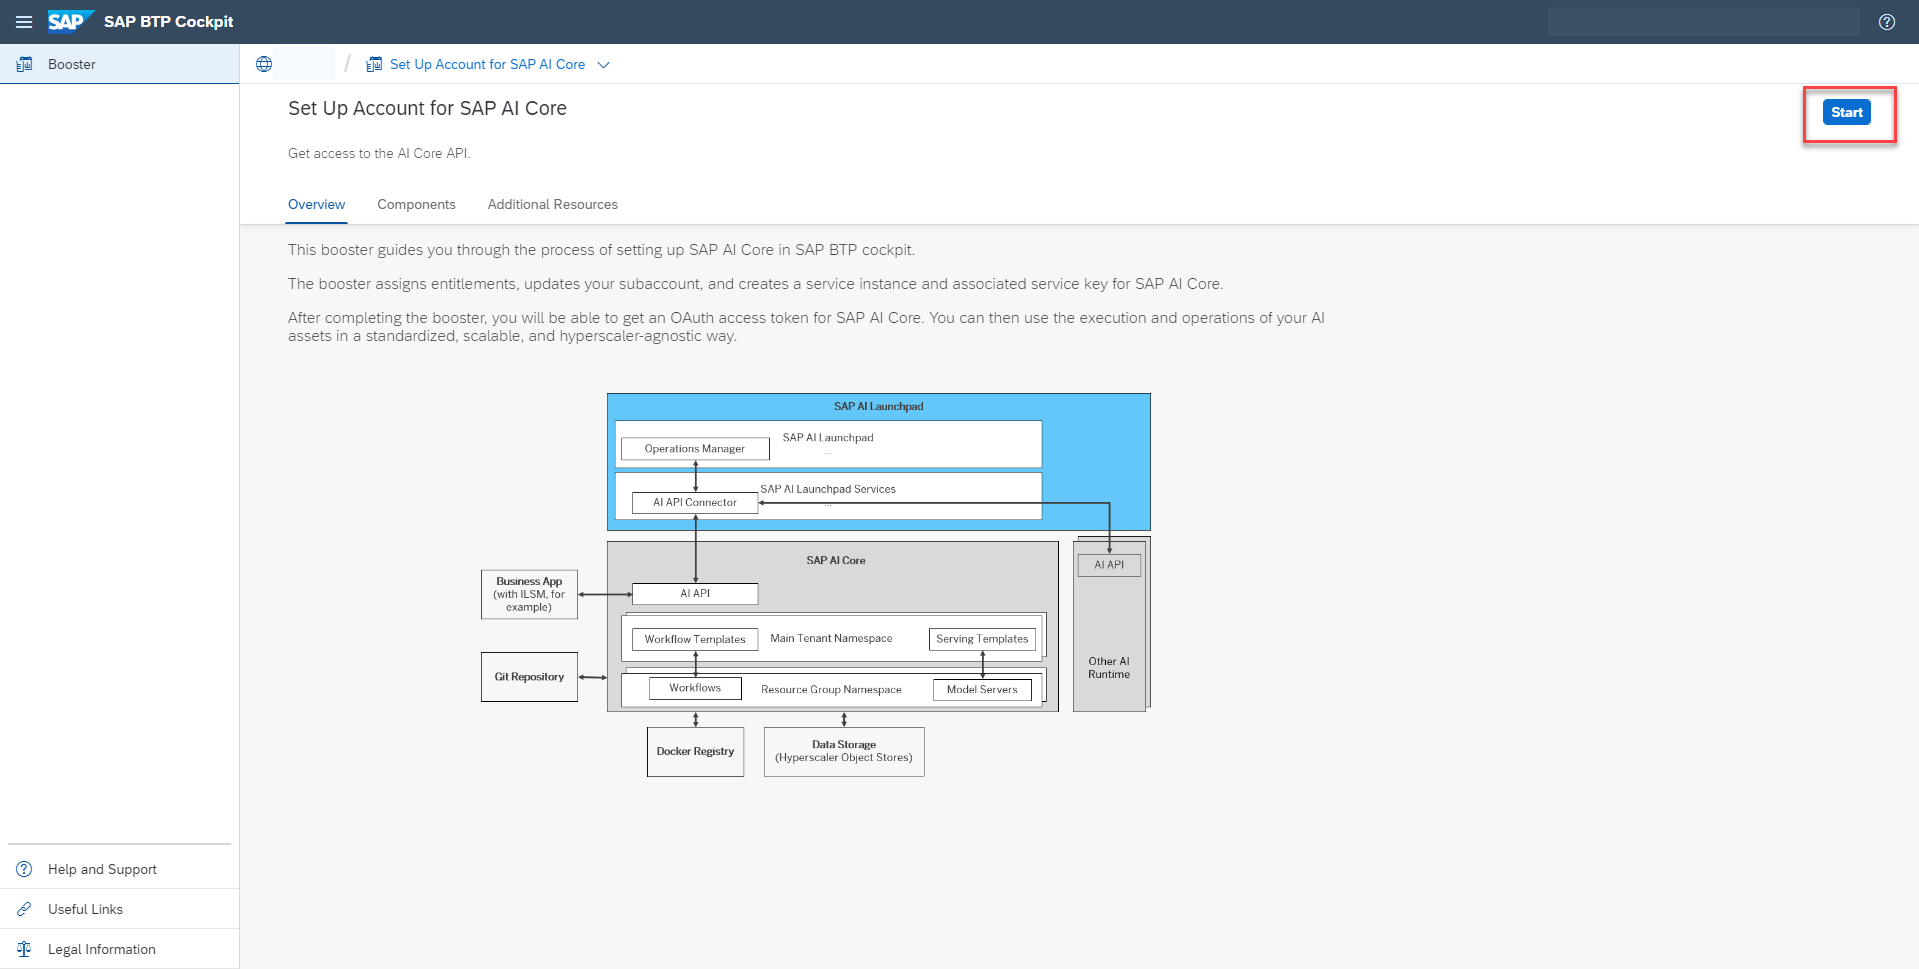 SAP SAP BTP Cockpit
Booster
Set Up Account for SAP AI Core
Set Up Account for SAP AI Core
Start
Get access to the AI Core API.
Overview Components Additional Resources
This booster guides you through the process of setting up SAP AI Core in SAP BTP cockpit.
The booster assigns entitlements, updates your subaccount, and creates a service instance and associated service key for SAP AI Core.
After completing the booster, you will be able to get an OAuth access token for SAP AI Core. You can then use the execution and operations of your AI
assets in a standardized, scalable, and hyperscaler-agnostic way.
SAP AI Launchpad
SAP AI Launchpad
...
Operations Manager
SAP AI Launchpad Services
...
AI API Connector
SAP AI Core
AI API
Business App
(with ILSM, for
example)
AI API
Workflow Templates
Main Tenant Namespace
Serving Templates
Other AI
Runtime
Git Repository
Workflows
Resource Group Namespace
Model Servers
Docker Registry
Data Storage
(Hyperscaler Object Stores)
Help and Support
Useful Links
Legal Information